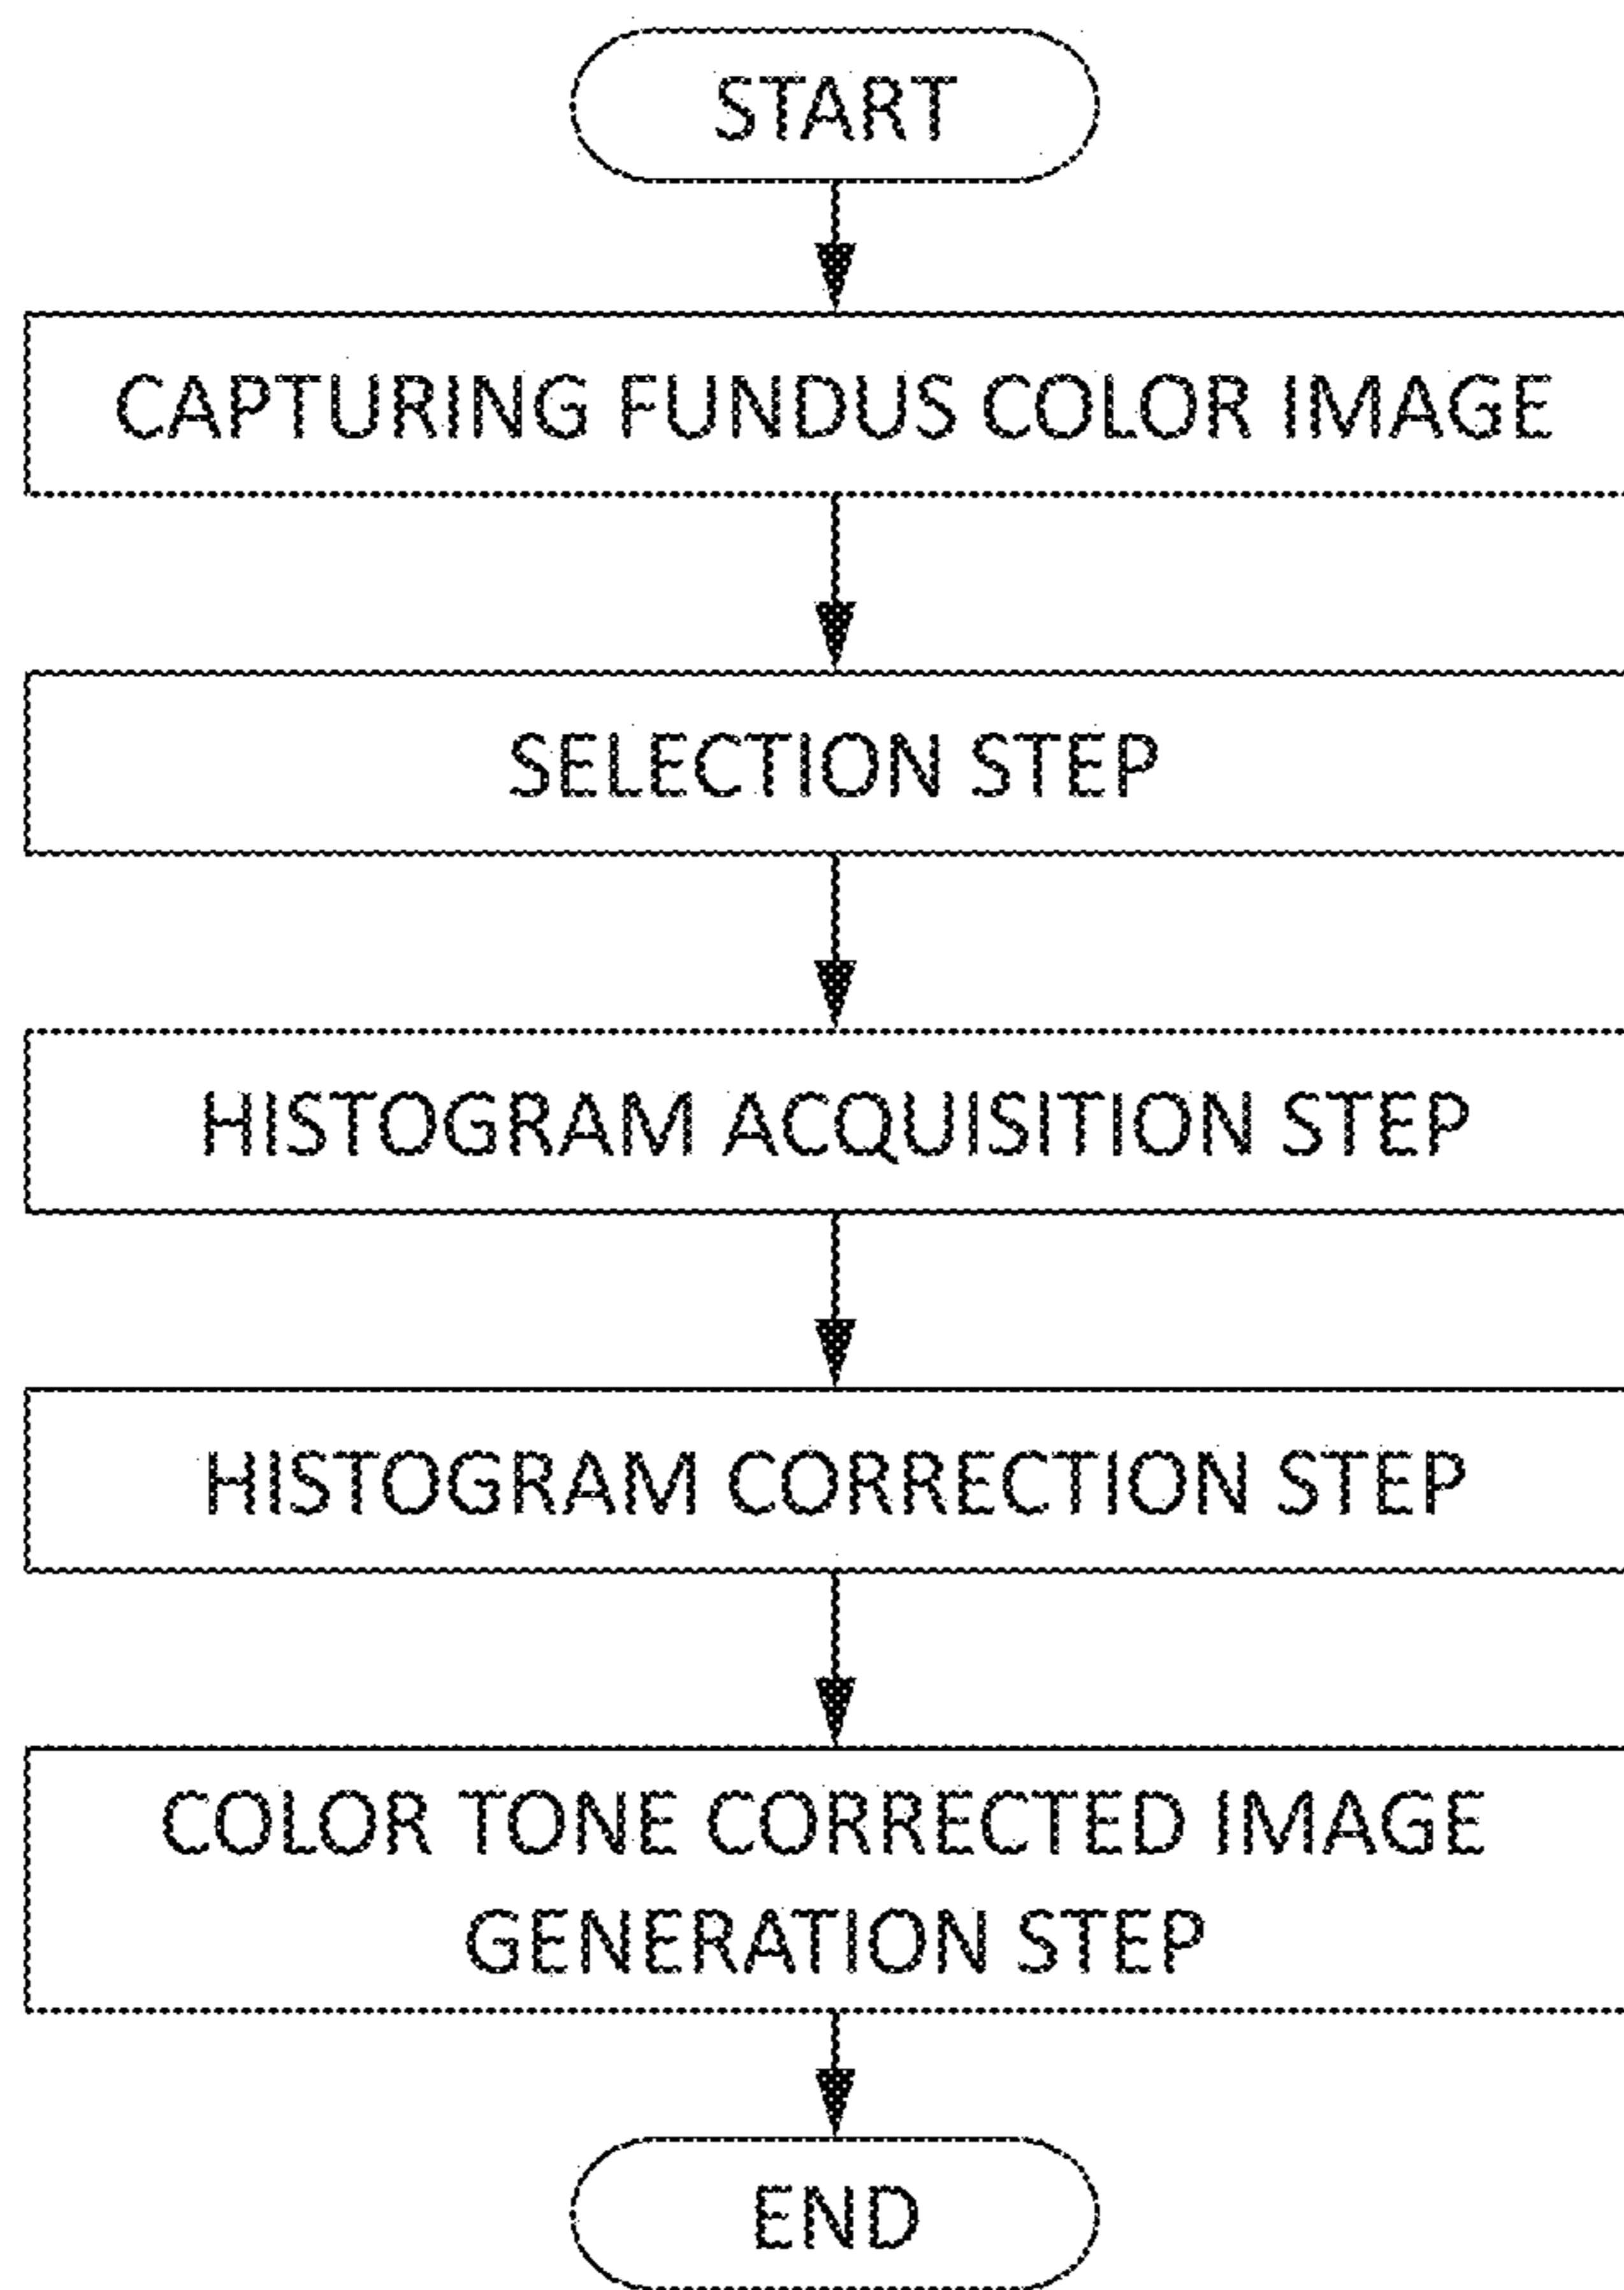 START
CAPTURING FUNDUS COLOR IMAGE
SELECTION STEP
HISTOGRAM ACQUISITION STEP
HISTOGRAM CORRECTION STEP
COLOR TONE CORRECTED IMAGE
GENERATION STEP
END